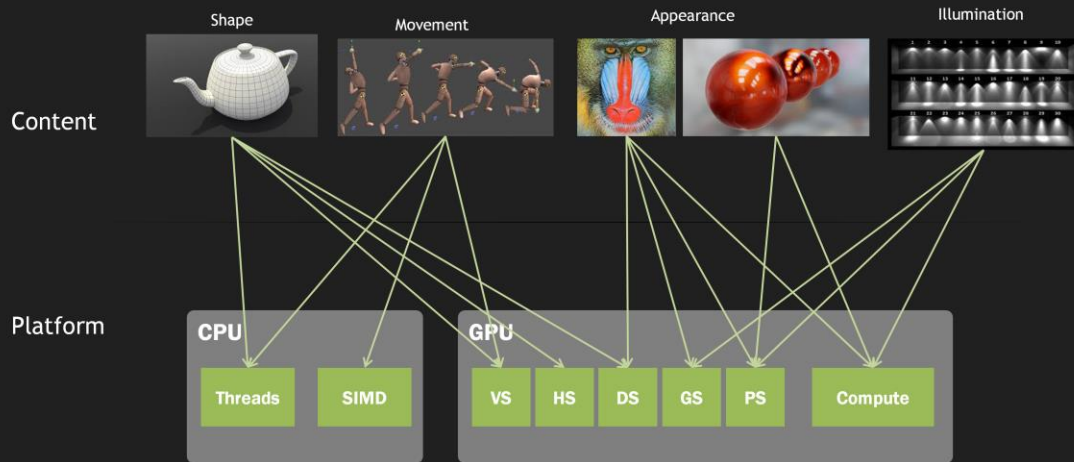 Shape
Movement
Appearance
Illumination
Content
Platform
CPU
GPU
Threads
SIMD
VS
HS
DS
GS
PS
Compute